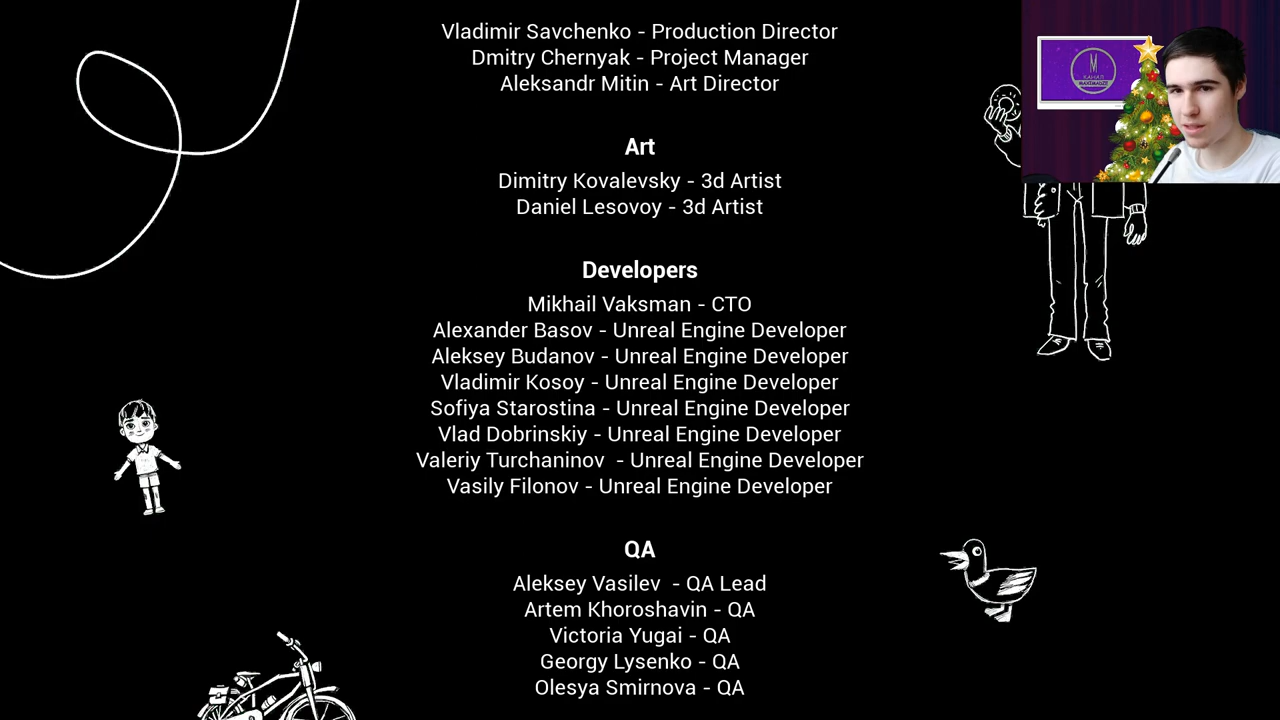 Vladimir Savchenko - Production Director
Dmitry Chernyak - Project Manager
Aleksandr Mitin - Art Director
Art
Dimitry Kovalevsky - 3d Artist
Daniel Lesovoy - 3d Artist
Developers
Mikhail Vaksman - CTO
Alexander Basov - Unreal Engine Developer
Aleksey Budanov - Unreal Engine Developer
Vladimir Kosoy - Unreal Engine Developer
Sofiya Starostina - Unreal Engine Developer
Vlad Dobrinskiy - Unreal Engine Developer
Valeriy Turchaninov  - Unreal Engine Developer
Vasily Filonov - Unreal Engine Developer
QA
Aleksey Vasilev  - QA Lead
Artem Khoroshavin - QA
Victoria Yugai - QA
Georgy Lysenko - QA
Olesya Smirnova - QA
M